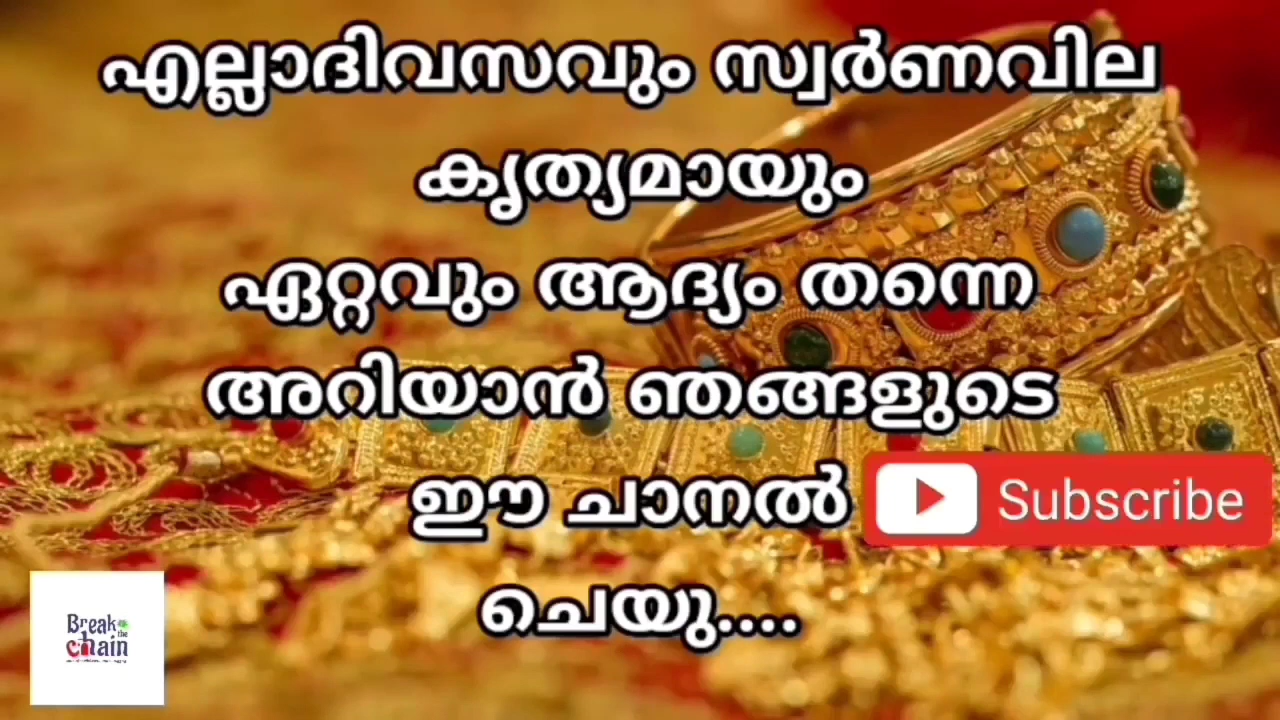 എല്ലാദിവസവും സ്വർണവില
കൃത്യമായും
ഏറ്റവും ആദ്യം തന്നെ
അറിയാൻ ഞങ്ങളുടെ
ഈ ചാനൽ Subscribe
ചെയു....
Break
the
chain